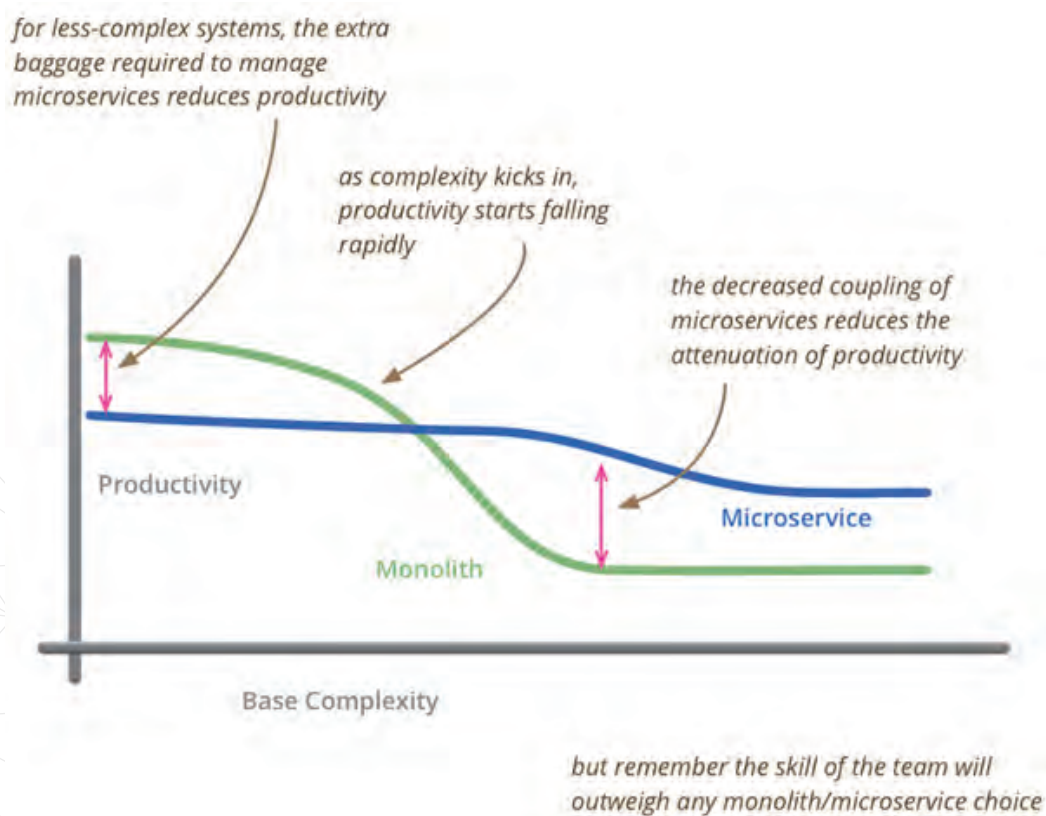 for less-complex systems, the extra
baggage required to manage
microservices reduces productivity
as complexity kicks in,
productivity starts falling
rapidly
the decreased coupling of
microservices reduces the
attenuation of productivity
Productivity
Microservice
Monolith
Base Complexity
but remember the skill of the team will
outweigh any monolith/microservice choice